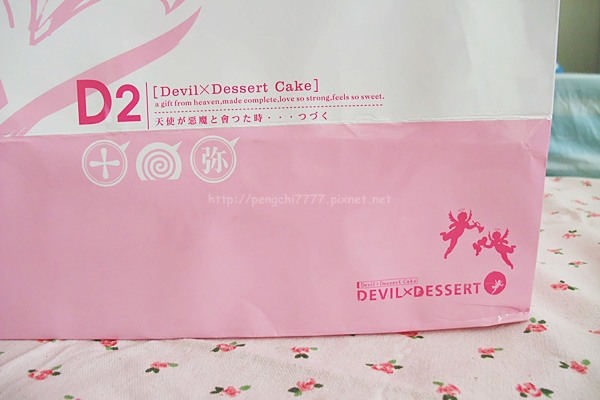 D2
[Devil×Dessert Cake]
a gift from heaven,made complete,love so strong,feels so sweet.
天使が惡魔と會つた時・・・つづく
十 弥
http://pengchi7777.pixnet.net
[Devil×Dessert Cake]
DEVIL×DESSERT